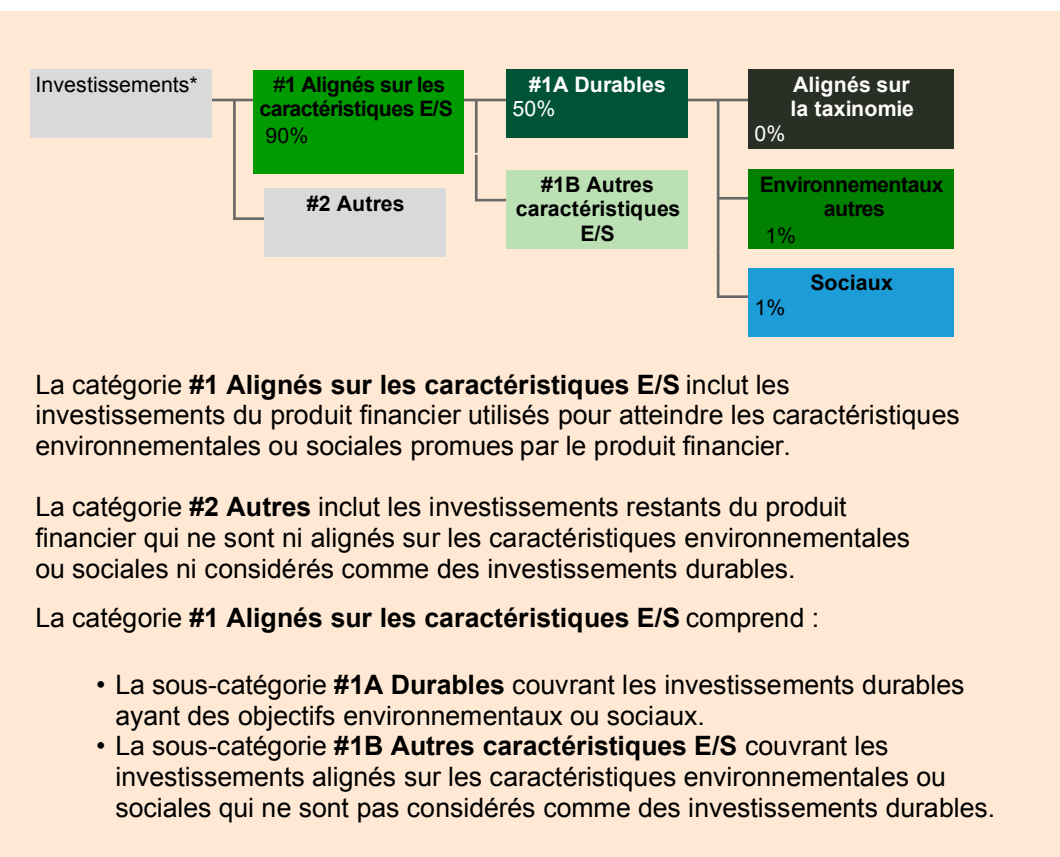 Investissements*
#1 Alignés sur les
caractéristiques E/S
90%
#2 Autres
#1A Durables
50%
#1B Autres
caractéristiques
E/S
Alignés sur
la taxinomie
0%
Environnementaux
autres
1%
Sociaux
1%
La catégorie #1 Alignés sur les caractéristiques E/S inclut les
investissements du produit financier utilisés pour atteindre les caractéristiques
environnementales ou sociales promues par le produit financier.
La catégorie #2 Autres inclut les investissements restants du produit
financier qui ne sont ni alignés sur les caractéristiques environnementales
ou sociales ni considérés comme des investissements durables.
La catégorie #1 Alignés sur les caractéristiques E/S comprend :
• La sous-catégorie #1A Durables couvrant les investissements durables
ayant des objectifs environnementaux ou sociaux.
• La sous-catégorie #1B Autres caractéristiques E/S couvrant les
investissements alignés sur les caractéristiques environnementales ou
sociales qui ne sont pas considérés comme des investissements durables.